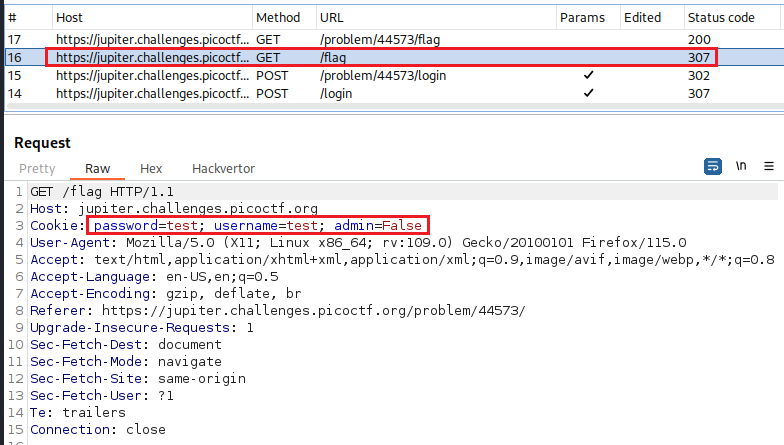 # Host Method URL Params Edited Status code
17 https://jupiter.challenges.picoctf... GET /problem/44573/flag 200
16 https://jupiter.challenges.picoctf... GET /flag 307
15 https://jupiter.challenges.picoctf... POST /problem/44573/login ✓ 302
14 https://jupiter.challenges.picoctf... POST /login ✓ 307
Request
Pretty Raw Hex Hackvertor \n
1 GET /flag HTTP/1.1
2 Host: jupiter.challenges.picoctf.org
3 Cookie: password=test; username=test; admin=False
4 User-Agent: Mozilla/5.0 (X11; Linux x86_64; rv:109.0) Gecko/20100101 Firefox/115.0
5 Accept: text/html,application/xhtml+xml,application/xml;q=0.9,image/avif,image/webp,*/*;q=0.8
6 Accept-Language: en-US,en;q=0.5
7 Accept-Encoding: gzip, deflate, br
8 Referer: https://jupiter.challenges.picoctf.org/problem/44573/
9 Upgrade-Insecure-Requests: 1
10 Sec-Fetch-Dest: document
11 Sec-Fetch-Mode: navigate
12 Sec-Fetch-Site: same-origin
13 Sec-Fetch-User: ?1
14 Te: trailers
15 Connection: close